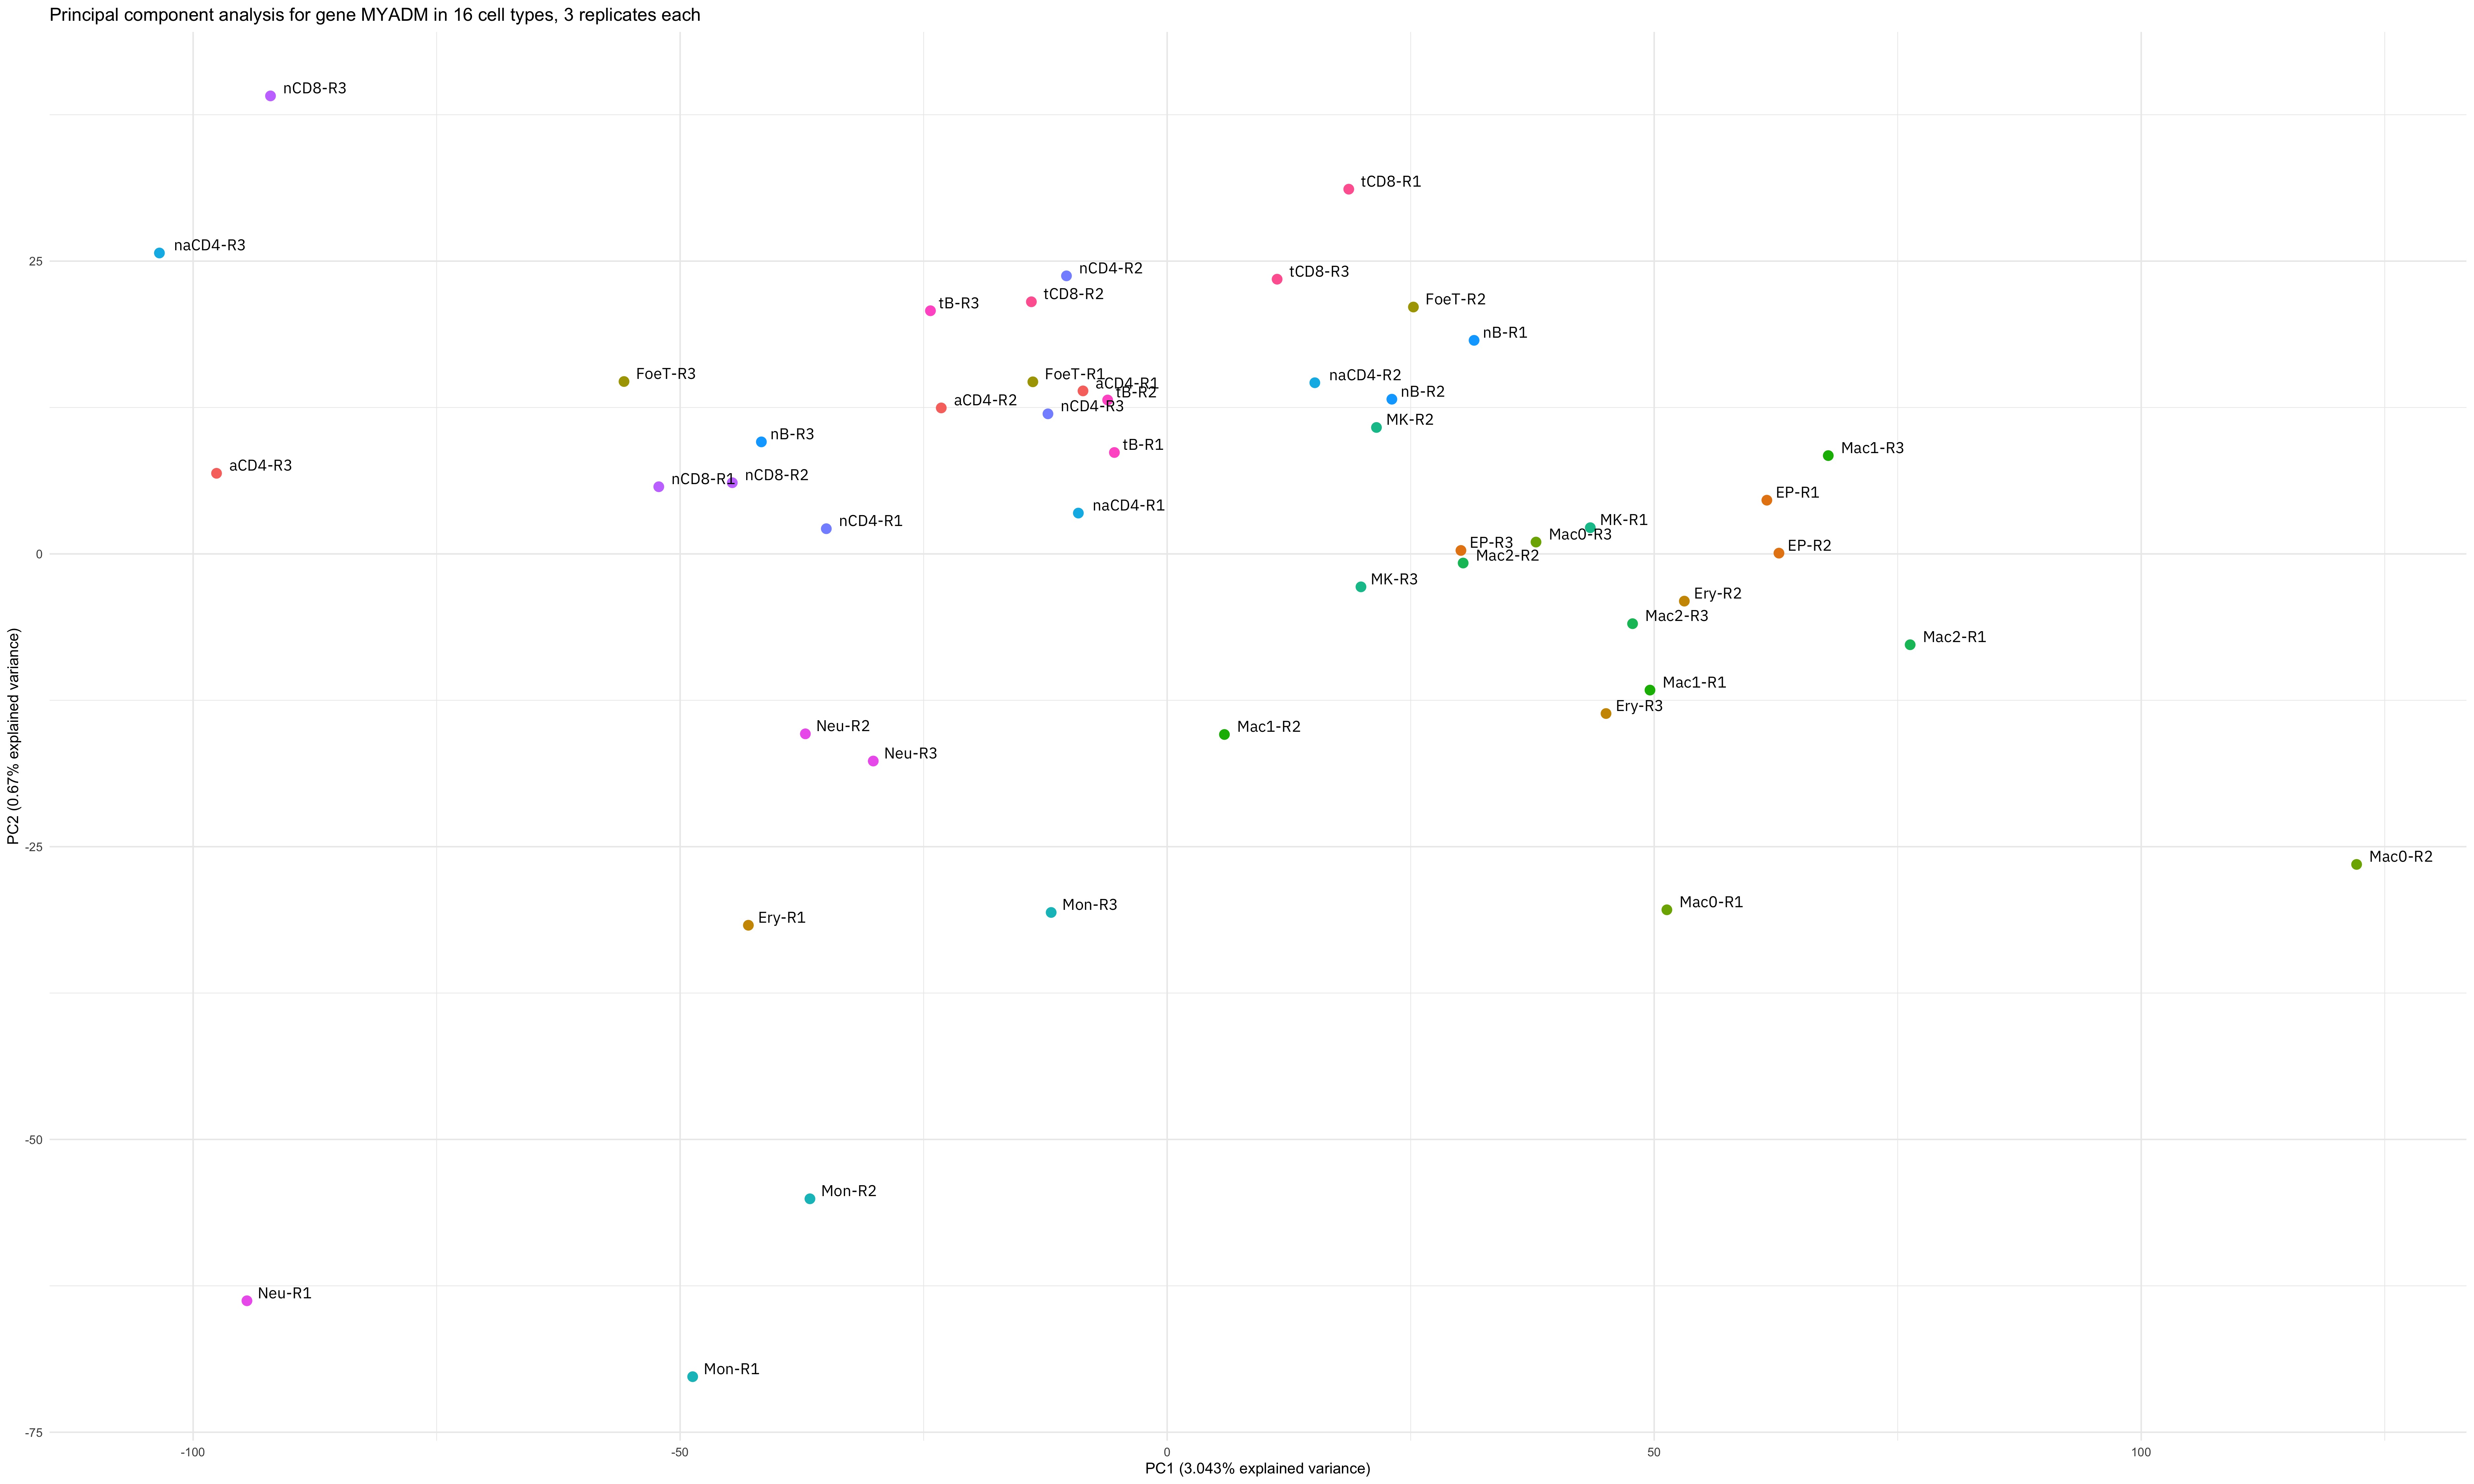 Principal component analysis for gene MYADM in 16 cell types, 3 replicates each
nCD8-R3
tCD8-R1
naCD4-R3
25
nCD4-R2
tCD8-R3
tCD8-R2
FoeT-R2
tB-R3
nB-R1
FoeT-R3
FoeT-R1
naCD4-R2
aCD4-R1
tB-R2
nB-R2
aCD4-R2
nCD4-R3
MK-R2
nB-R3
tB-R1
Mac1-R3
aCD4-R3
nCD8-R1
nCD8-R2
EP-R1
naCD4-R1
nCD4-R1
MK-R1
Mac0-R3
EP-R3
EP-R2
0
Mac2-R2
MK-R3
Ery-R2
Mac2-R3
Mac2-R1
Mac1-R1
Ery-R3
Neu-R2
Mac1-R2
Neu-R3
PC2 (0.67% explained variance)
-25
Mac0-R2
Mac0-R1
Mon-R3
Ery-R1
-50
Mon-R2
Neu-R1
Mon-R1
-75
-100
-50
0
50
100
PC1 (3.043% explained variance)